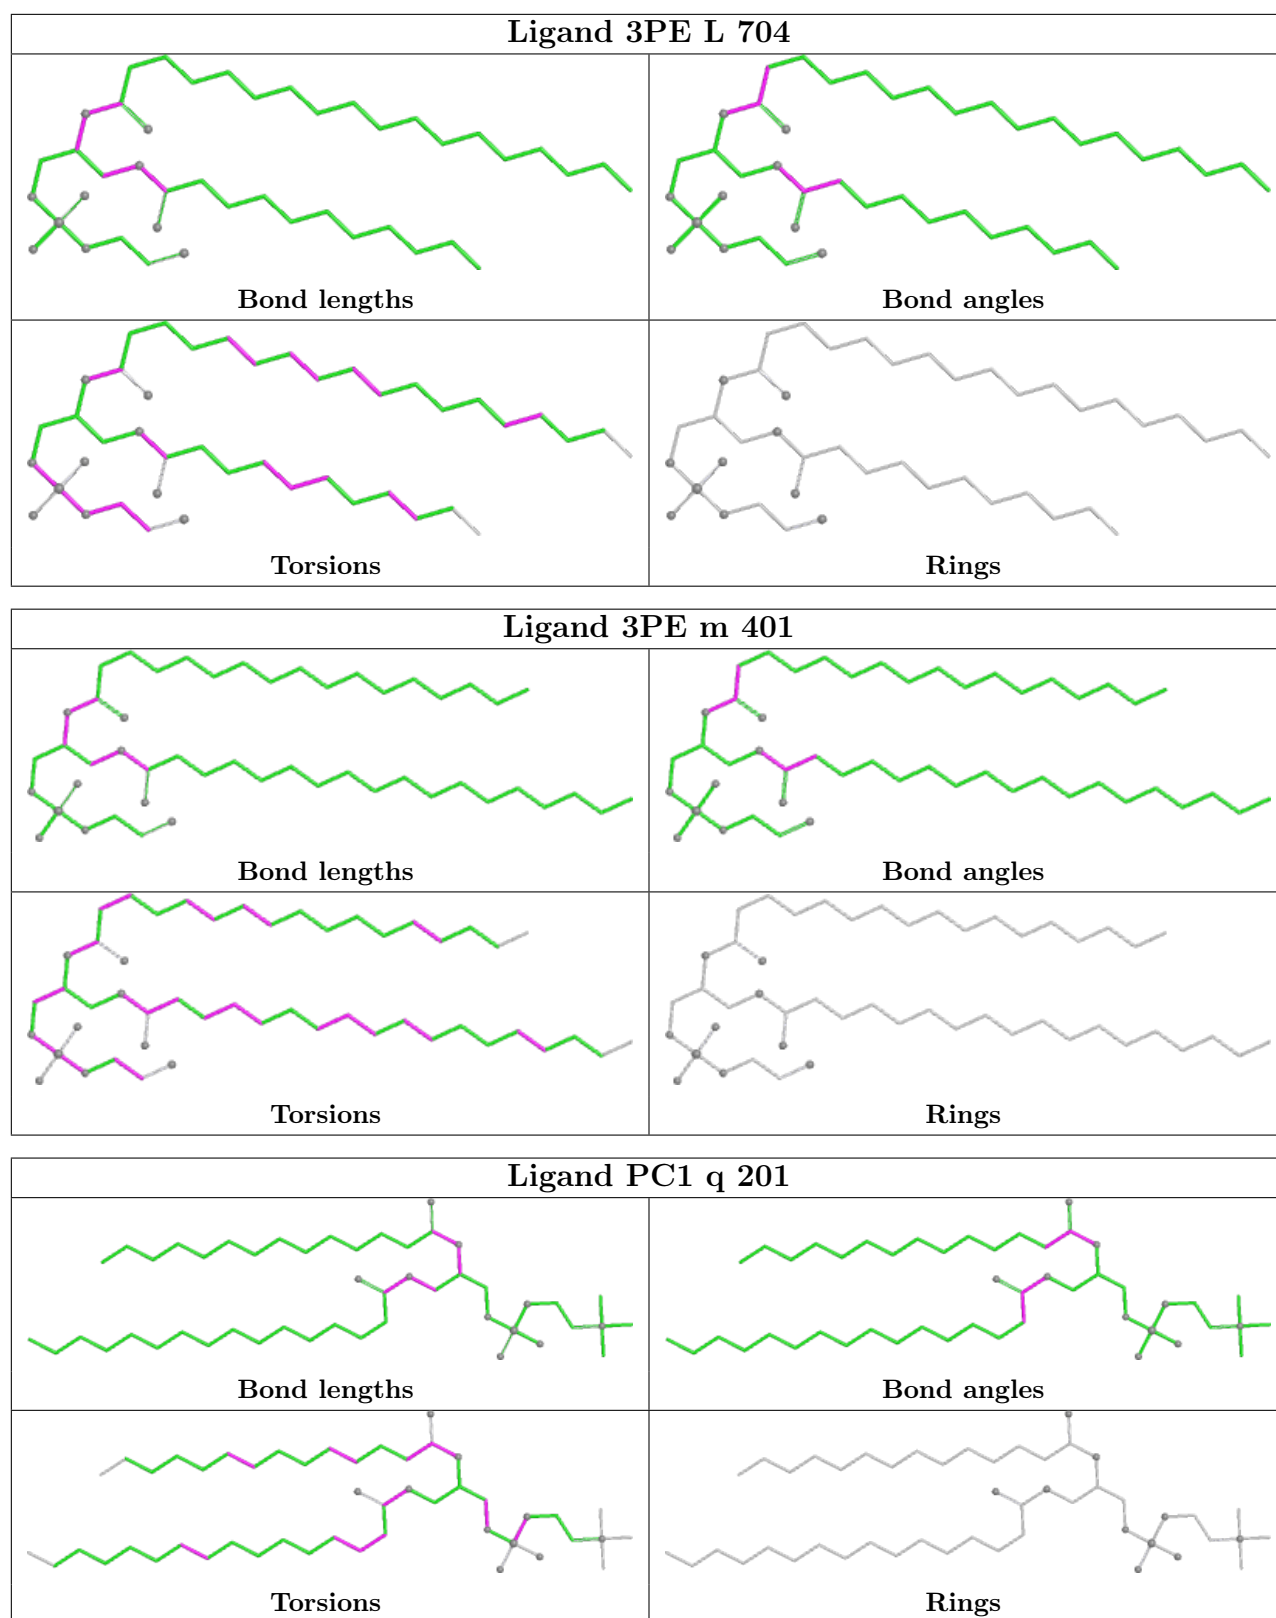 Ligand 3PE L 704
Bond lengths
Bond angles
Torsions
Rings
Ligand 3PE m 401
Bond lengths
Bond angles
Torsions
Rings
Ligand PC1 q 201
Bond lengths
Bond angles
Torsions
Rings